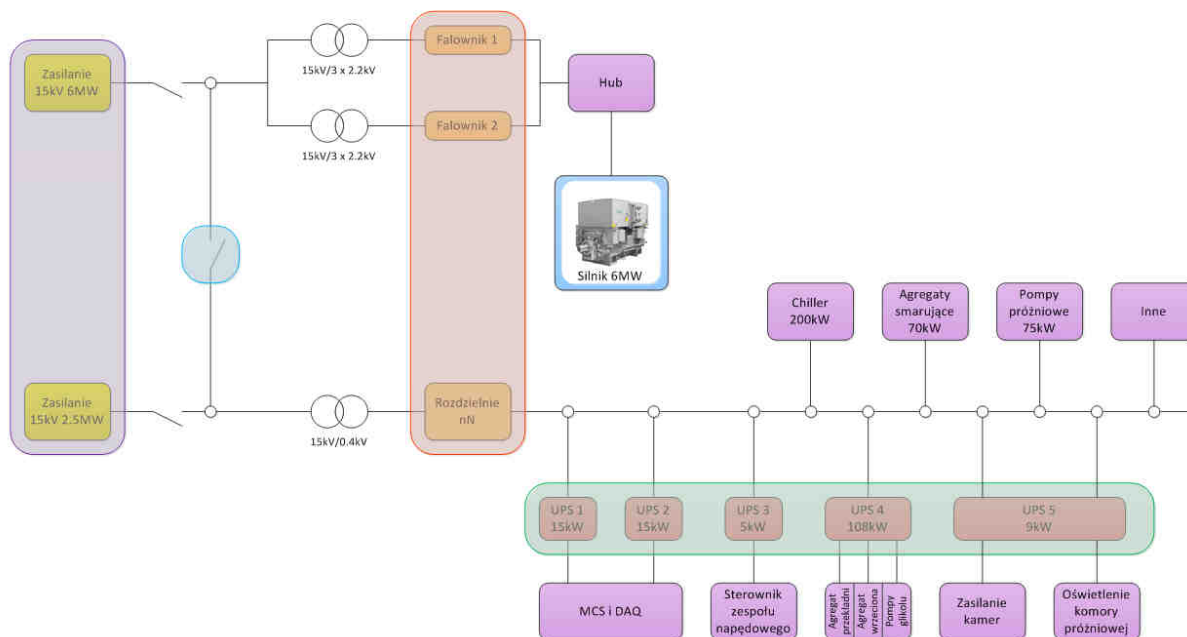 Zasilanie
15kV 6MW
15kV/3 x 2.2kV
Falownik 1
15kV/3 x 2.2kV
Falownik 2
Hub
Silnik 6MW
Zasilanie
15kV 2.5MW
15kV/0.4kV
Rozdzielnie
nN
Chiller
200kW
Agregaty
smarujące
70kW
Pompy
próżniowe
75kW
Inne
UPS 1
15kW
UPS 2
15kW
UPS 3
5kW
UPS 4
108kW
UPS 5
9kW
MCS i DAQ
Sterownik
zespołu
napędowego
Agregat
przekładni
Agregat
wrzeciona
Pompy
glikolu
Zasilanie
kamer
Oświetlenie
komory
próżniowej